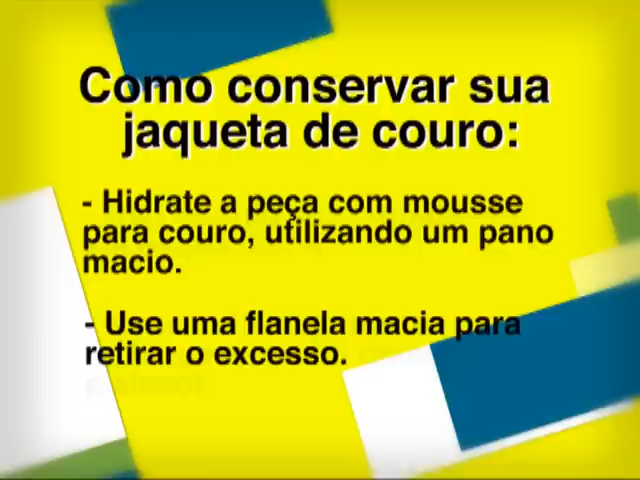 Como conservar sua
jaqueta de couro:
- Hidrate a peça com mousse
para couro, utilizando um pano
macio.
- Use uma flanela macia para
retirar o excesso.